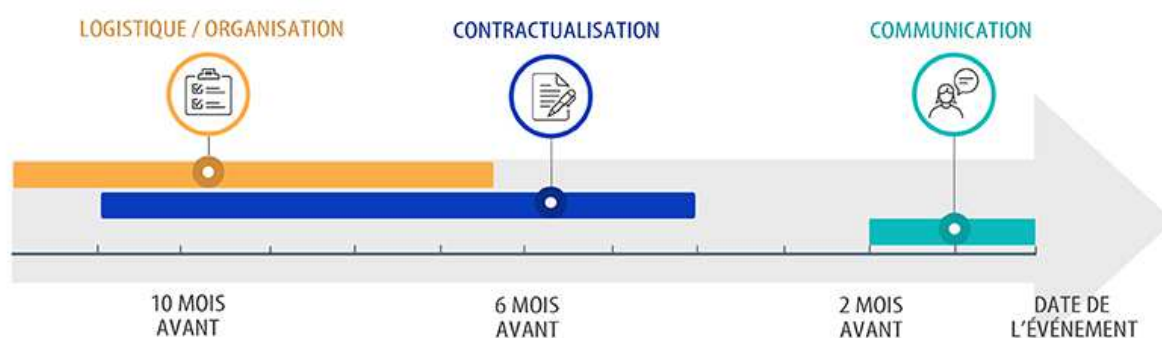 LOGISTIQUE / ORGANISATION
CONTRACTUALISATION
COMMUNICATION
10 MOIS
AVANT
6 MOIS
AVANT
2 MOIS
AVANT
DATE DE
L'ÉVÉNEMENT